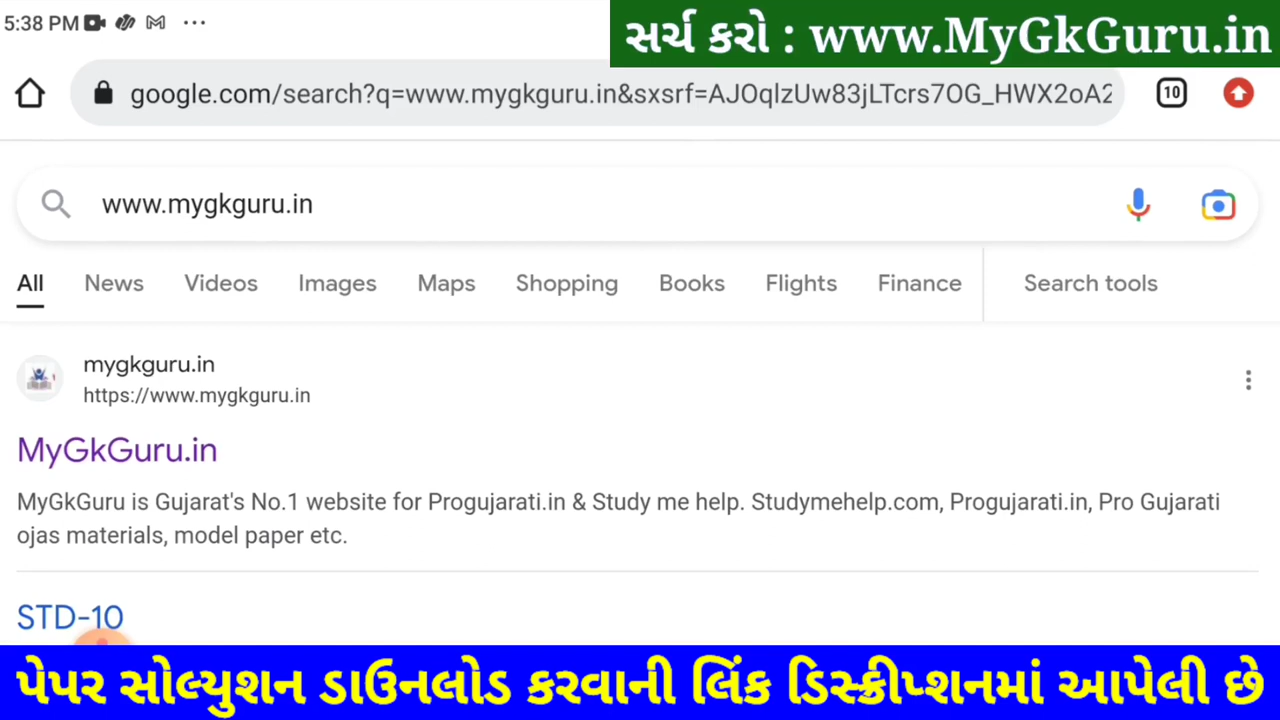 5:38 PM
સર્ચ કરો : www.MyGkGuru.in
google.com/search?q=www.mygkguru.in&sxsrf=AJOqlzUw83jLTcrs7OG_HWX2oA2
10
www.mygkguru.in
All News Videos Images Maps Shopping Books Flights Finance Search tools
mygkguru.in
https://www.mygkguru.in
MyGkGuru.in
MyGkGuru is Gujarat's No.1 website for Progujarati.in & Study me help. Studymehelp.com, Progujarati.in, Pro Gujarati
ojas materials, model paper etc.
STD-10
પેપર સોલ્યુશન ડાઉનલોડ કરવાની લિંક ડિસ્ક્રીપ્શનમાં આપેલી છે